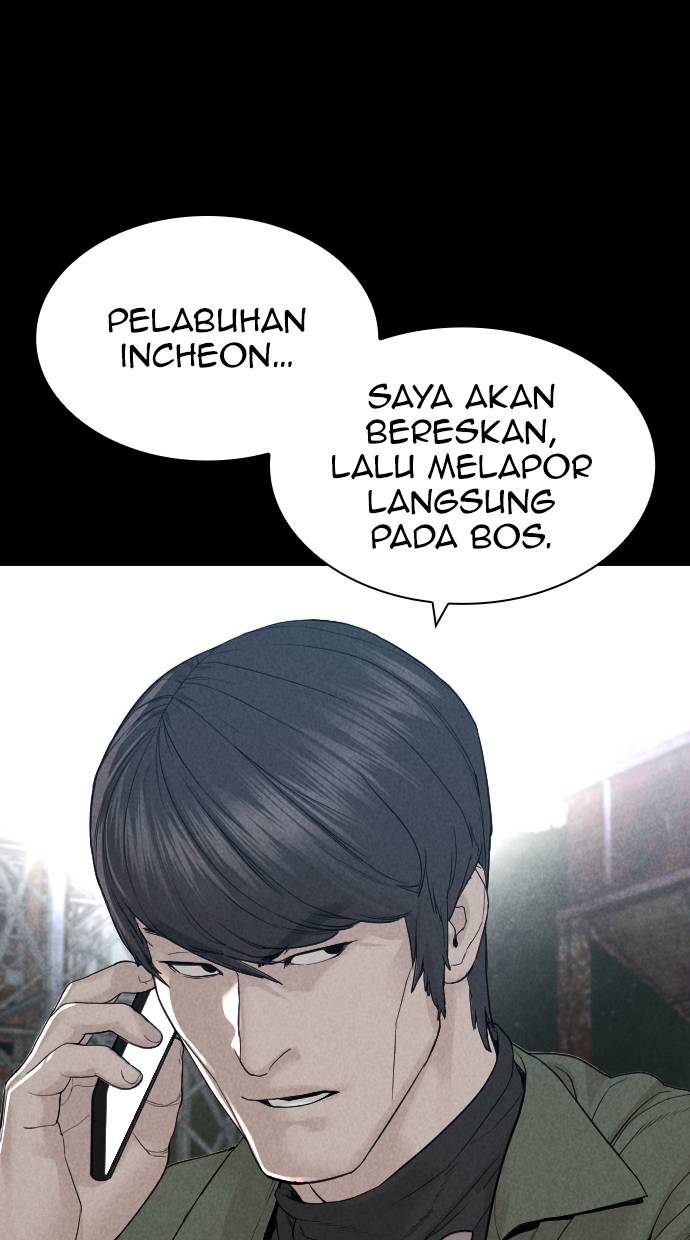 PELABUHAN
INCHEON...
SAYA AKAN
BERESKAN,
LALU MELAPOR
LANGSUNG
PADA BOS.